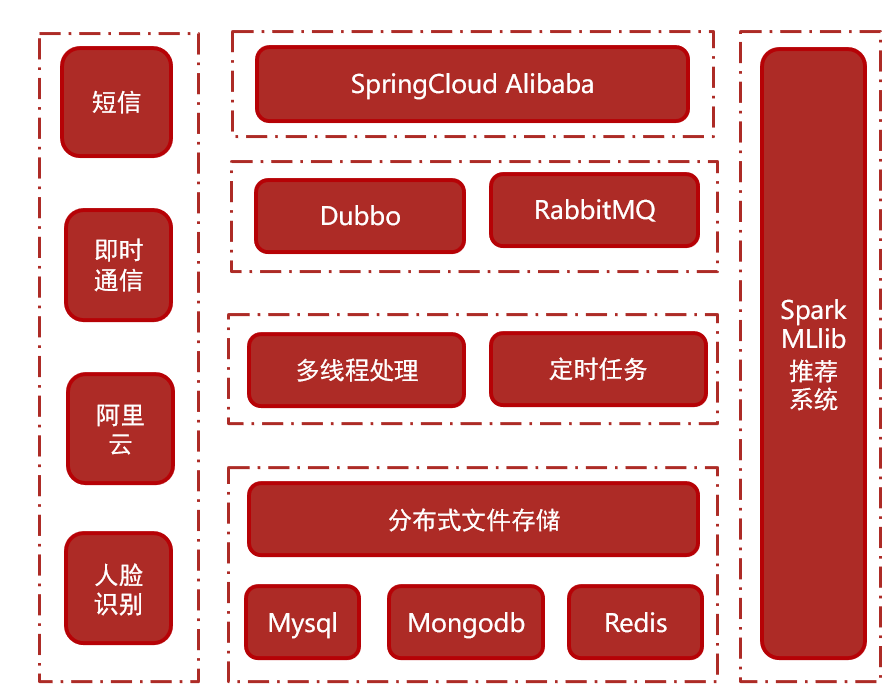 短信
即时
通信
阿里
云
人脸
识别
SpringCloud Alibaba
Dubbo
RabbitMQ
多线程处理
定时任务
分布式文件存储
Mysql
Mongodb
Redis
Spark
MLlib
推荐
系统